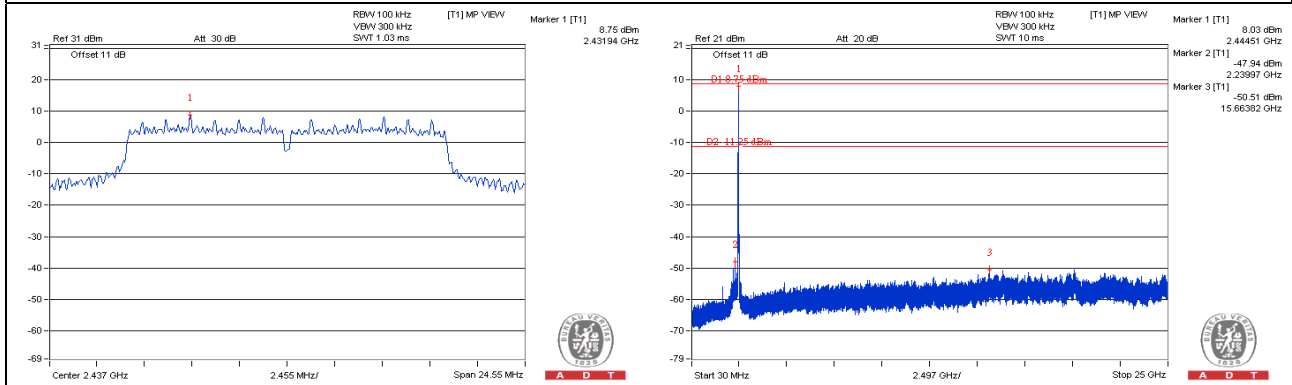 RBW 100 kHz [T1] MP VIEW
VBW 300 kHz
Ref 31 dBm Att 30 dB SWT 1.03 ms
Marker 1 [T1]
8.75 dBm
2.43194 GHz
31
Offset 11 dB
20
10
0
-10
-20
-30
-40
-50
-60
-69
1
Center 2.437 GHz 2.455 MHz/ Span 24.55 MHz
BUREAU VERITAS
1828
A D T
RBW 100 kHz [T1] MP VIEW
VBW 300 kHz
Ref 21 dBm Att 20 dB SWT 10 ms
Marker 1 [T1]
8.03 dBm
2.44451 GHz
Marker 2 [T1]
-47.94 dBm
2.23997 GHz
Marker 3 [T1]
-50.51 dBm
15.66382 GHz
21
Offset 11 dB
10
0
-10
-20
-30
-40
-50
-60
-70
-79
1
D1 8.75 dBm
D2 -11.25 dBm
2
3
Start 30 MHz 2.497 GHz/ Stop 25 GHz
BUREAU VERITAS
1828
A D T